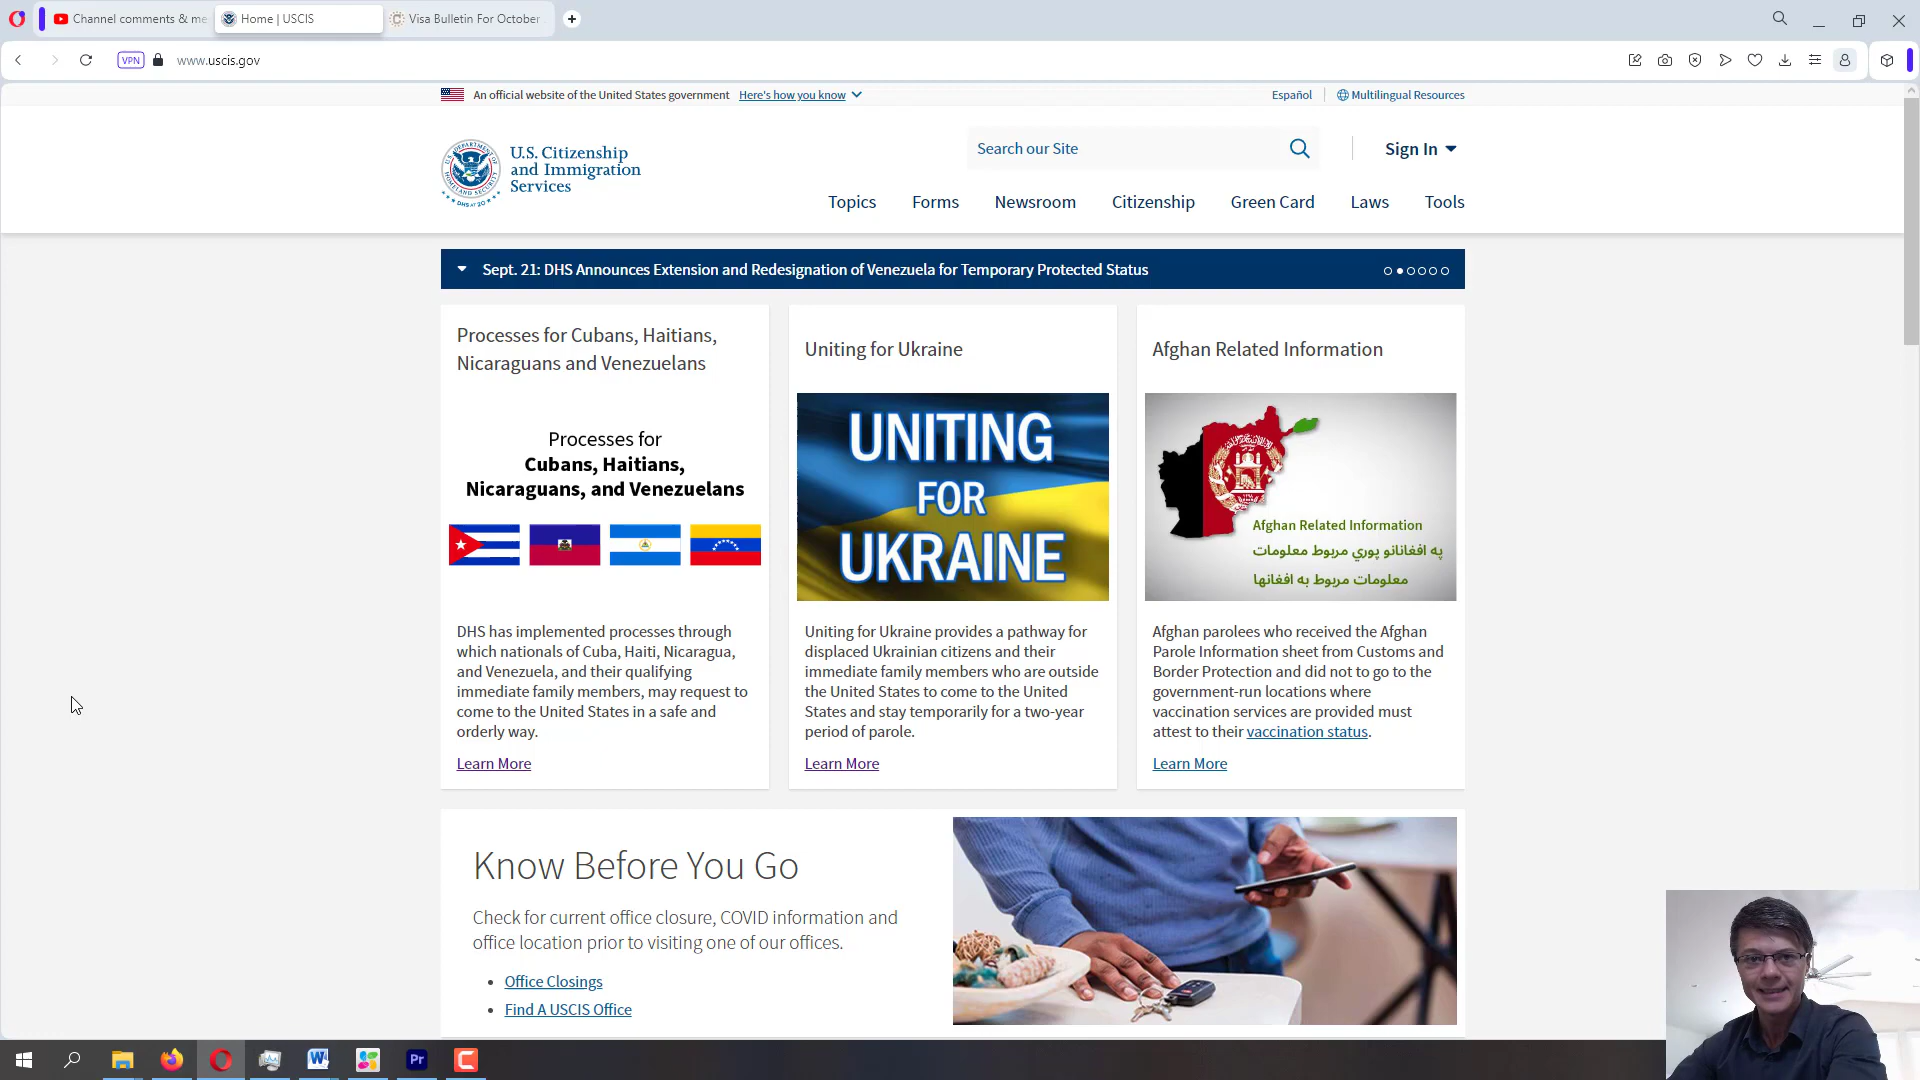 Channel comments & me
Home | USCIS
Visa Bulletin For October
VPN
www.uscis.gov
An official website of the United States government
Here's how you know
Español
Multilingual Resources
U.S. Citizenship
and Immigration
Services
Search our Site
Sign In
Topics
Forms
Newsroom
Citizenship
Green Card
Laws
Tools
Sept. 21: DHS Announces Extension and Redesignation of Venezuela for Temporary Protected Status
Processes for Cubans, Haitians,
Nicaraguans and Venezuelans
Processes for
Cubans, Haitians,
Nicaraguans, and Venezuelans
DHS has implemented processes through
which nationals of Cuba, Haiti, Nicaragua,
and Venezuela, and their qualifying
immediate family members, may request to
come to the United States in a safe and
orderly way.
Learn More
Uniting for Ukraine
UNITING
FOR
UKRAINE
Uniting for Ukraine provides a pathway for
displaced Ukrainian citizens and their
immediate family members who are outside
the United States to come to the United
States and stay temporarily for a two-year
period of parole.
Learn More
Afghan Related Information
Afghan Related Information
په افغانانو پورې مربوط معلومات
معلومات مربوط به افغانها
Afghan parolees who received the Afghan
Parole Information sheet from Customs and
Border Protection and did not to go to the
government-run locations where
vaccination services are provided must
attest to their vaccination status.
Learn More
Know Before You Go
Check for current office closure, COVID information and
office location prior to visiting one of our offices.
• Office Closings
• Find A USCIS Office
W
Pr
C